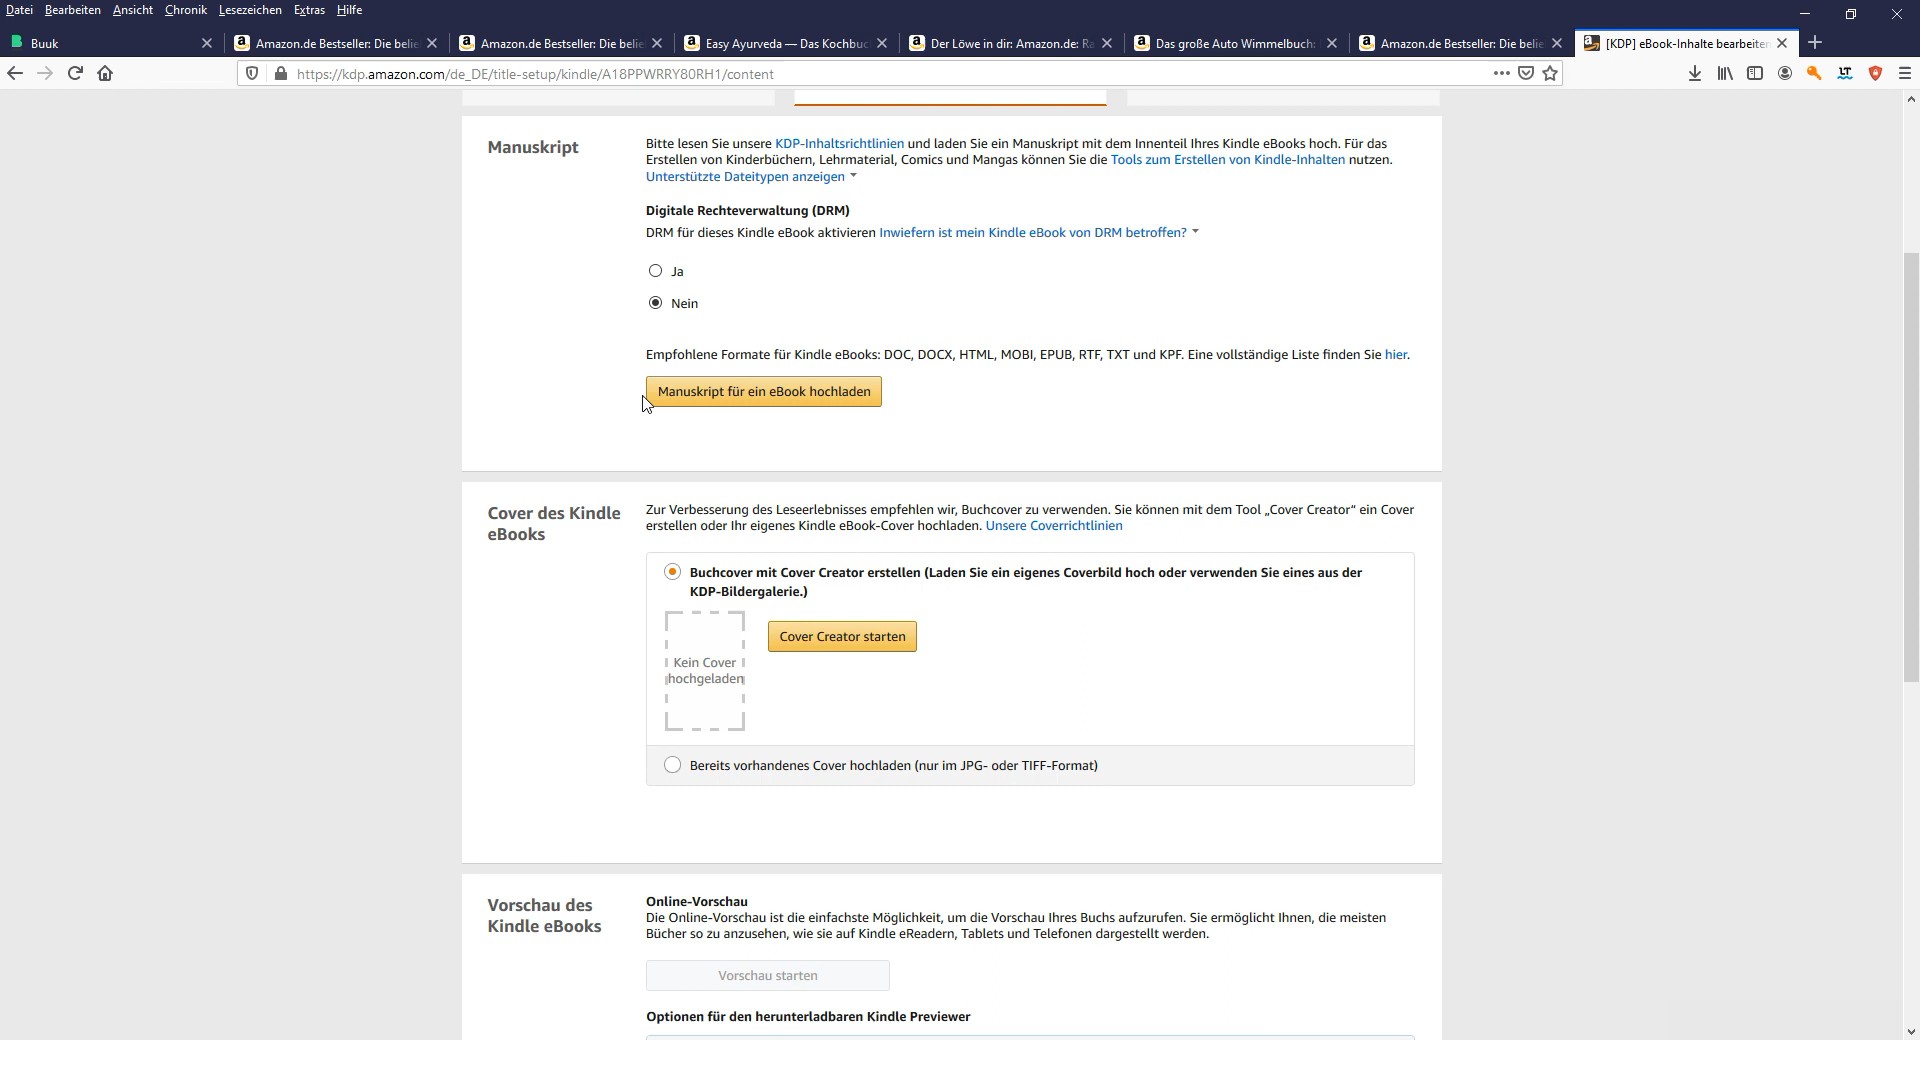 Datei Bearbeiten Ansicht Chronik Lesezeichen Extras Hilfe
Buuk
Amazon.de Bestseller: Die belie
Amazon.de Bestseller: Die belie
Easy Ayurveda — Das Kochbuc
Der Löwe in dir: Amazon.de: Ra
Das große Auto Wimmelbuch:
Amazon.de Bestseller: Die belie
[KDP] eBook-Inhalte bearbeiten
https://kdp.amazon.com/de_DE/title-setup/kindle/A18PPWRRY80RH1/content
Manuskript
Bitte lesen Sie unsere KDP-Inhaltsrichtlinien und laden Sie ein Manuskript mit dem Innenteil Ihres Kindle eBooks hoch. Für das
Erstellen von Kinderbüchern, Lehrmaterial, Comics und Mangas können Sie die Tools zum Erstellen von Kindle-Inhalten nutzen.
Unterstützte Dateitypen anzeigen
Digitale Rechteverwaltung (DRM)
DRM für dieses Kindle eBook aktivieren Inwiefern ist mein Kindle eBook von DRM betroffen?
Ja
Nein
Empfohlene Formate für Kindle eBooks: DOC, DOCX, HTML, MOBI, EPUB, RTF, TXT und KPF. Eine vollständige Liste finden Sie hier.
Manuskript für ein eBook hochladen
Cover des Kindle
eBooks
Zur Verbesserung des Leseerlebnisses empfehlen wir, Buchcover zu verwenden. Sie können mit dem Tool „Cover Creator“ ein Cover
erstellen oder Ihr eigenes Kindle eBook-Cover hochladen. Unsere Coverrichtlinien
Buchcover mit Cover Creator erstellen (Laden Sie ein eigenes Coverbild hoch oder verwenden Sie eines aus der
KDP-Bildergalerie.)
Kein Cover
hochgeladen
Cover Creator starten
Bereits vorhandenes Cover hochladen (nur im JPG- oder TIFF-Format)
Vorschau des
Kindle eBooks
Online-Vorschau
Die Online-Vorschau ist die einfachste Möglichkeit, um die Vorschau Ihres Buchs aufzurufen. Sie ermöglicht Ihnen, die meisten
Bücher so zu anzusehen, wie sie auf Kindle eReadern, Tablets und Telefonen dargestellt werden.
Vorschau starten
Optionen für den herunterladbaren Kindle Previewer